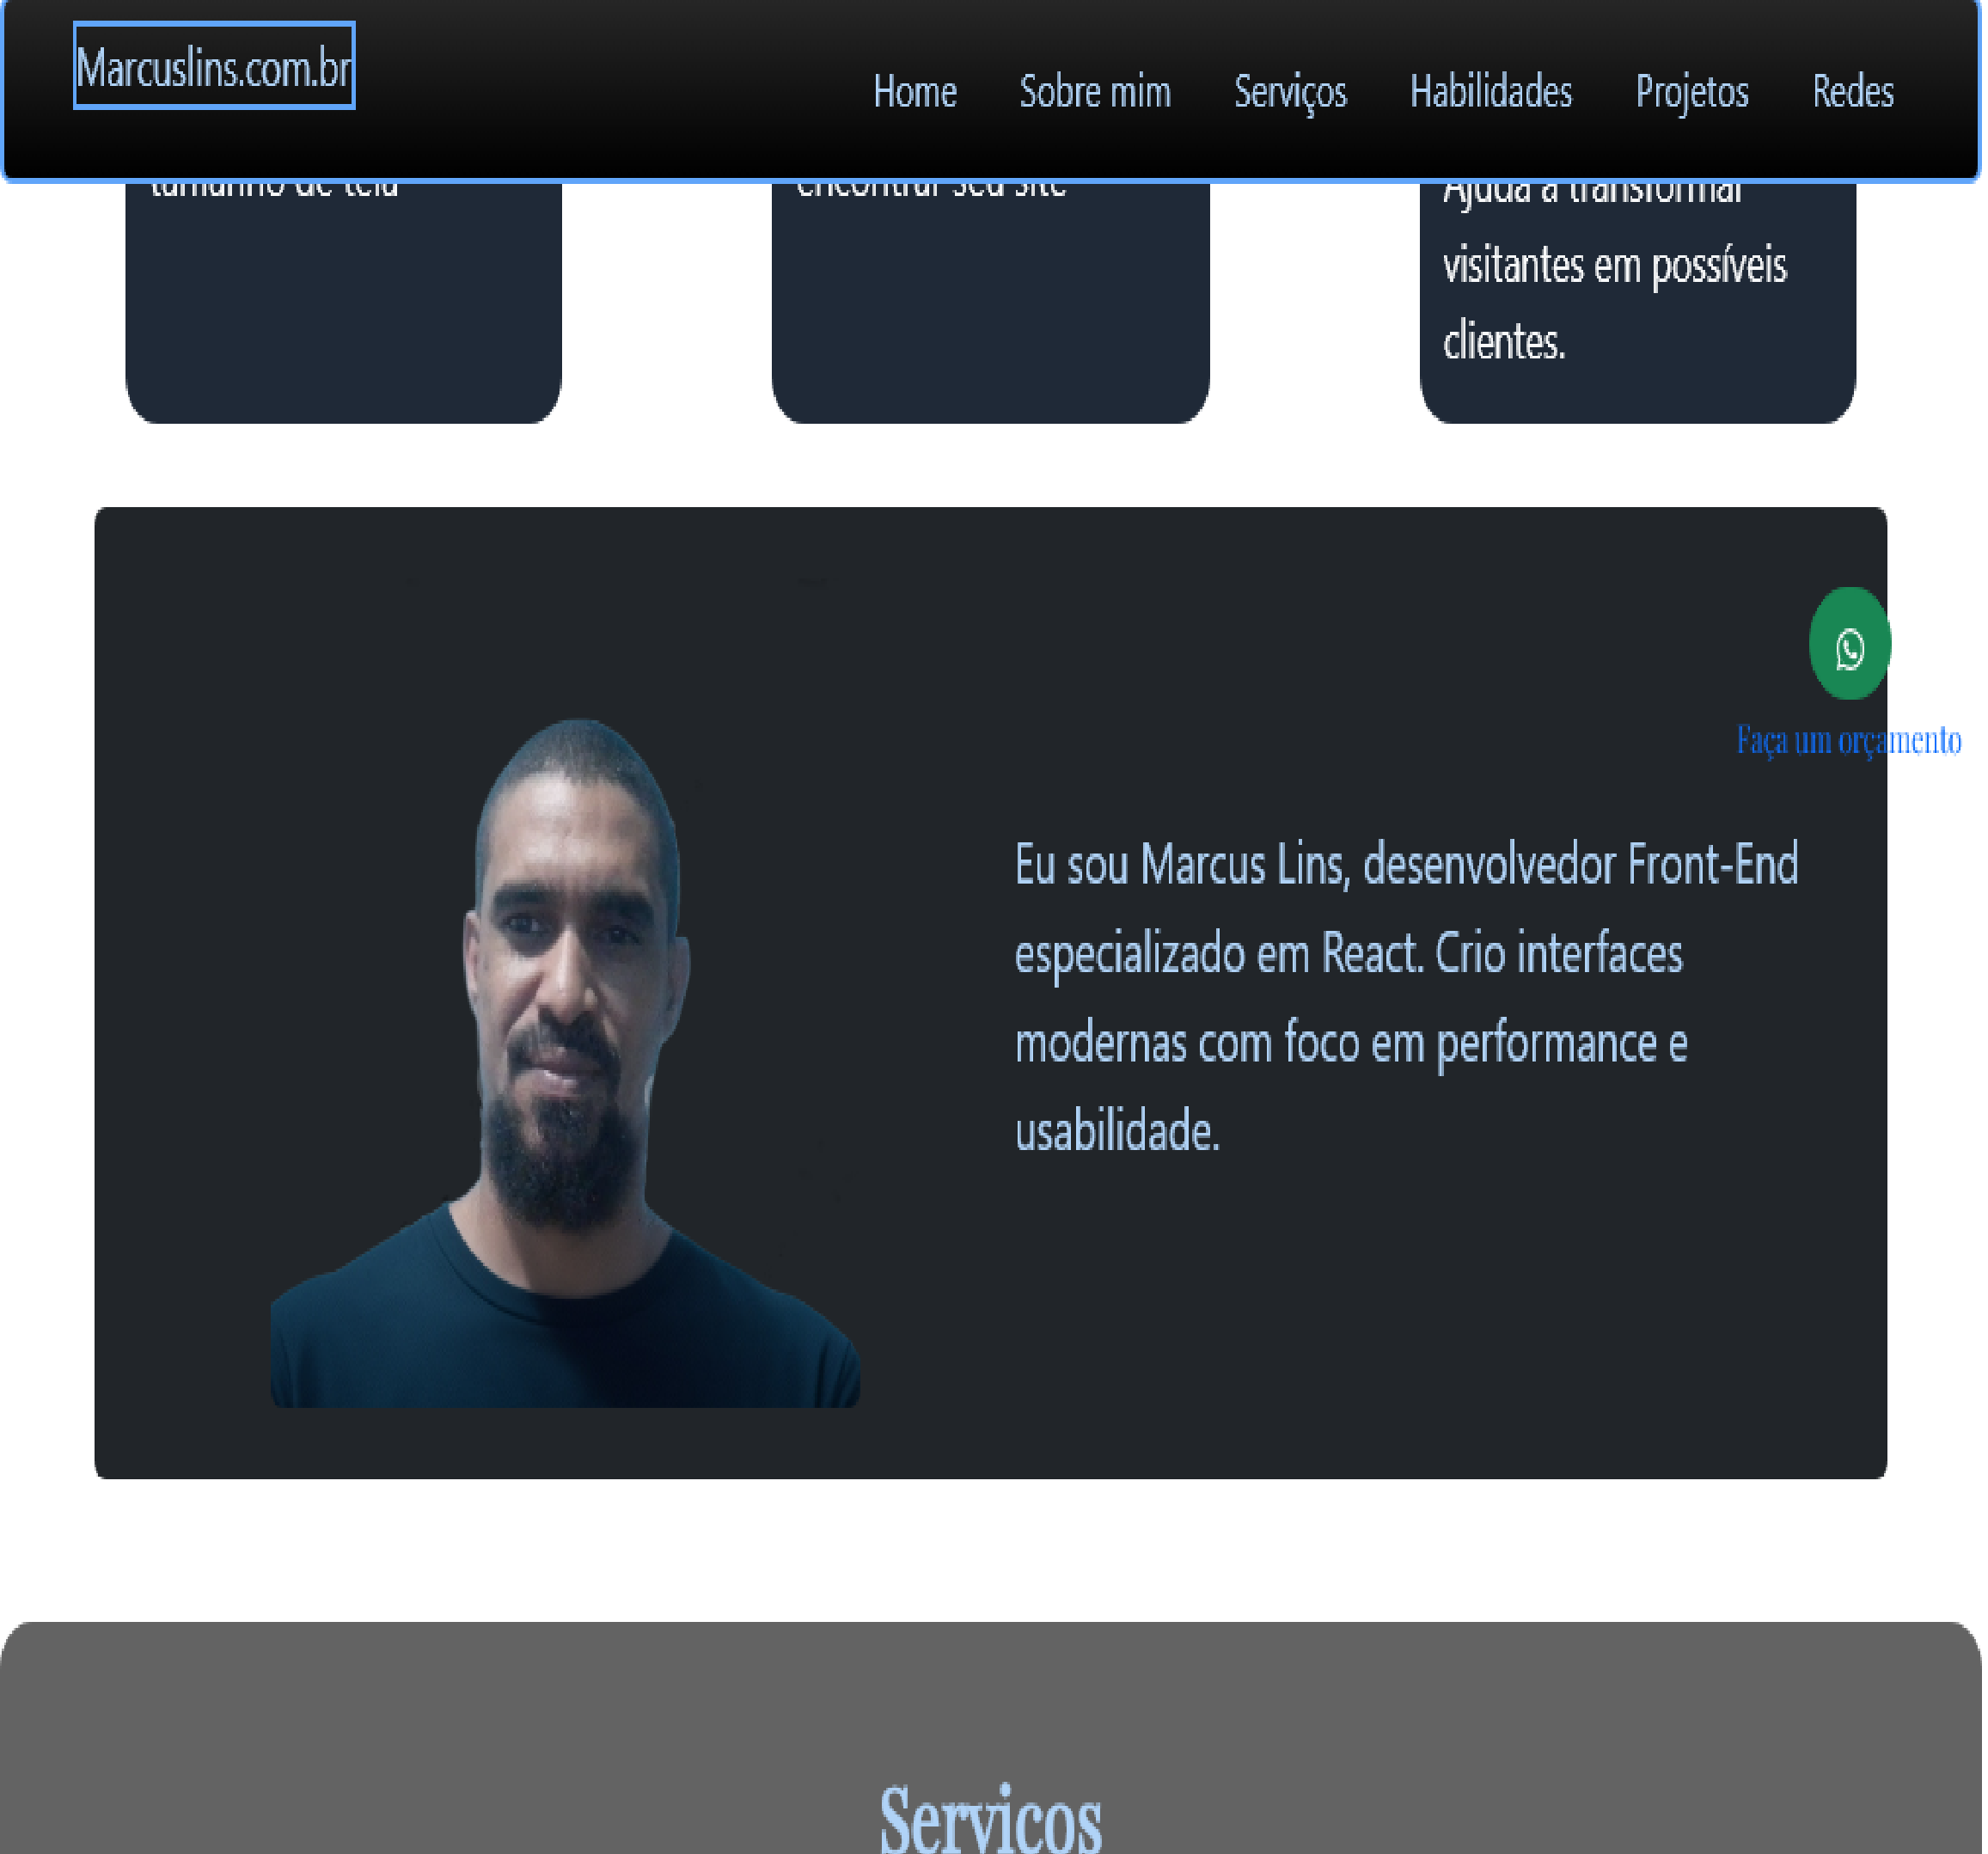 Marcuslins.com.br
Home Sobre mim Serviços Habilidades Projetos Redes
tamanho de tela
encontrar seu site
Ajuda a transformar
visitantes em possíveis
clientes.
Faça um orçamento
Eu sou Marcus Lins, desenvolvedor Front-End
especializado em React. Crio interfaces
modernas com foco em performance e
usabilidade.
Serviços